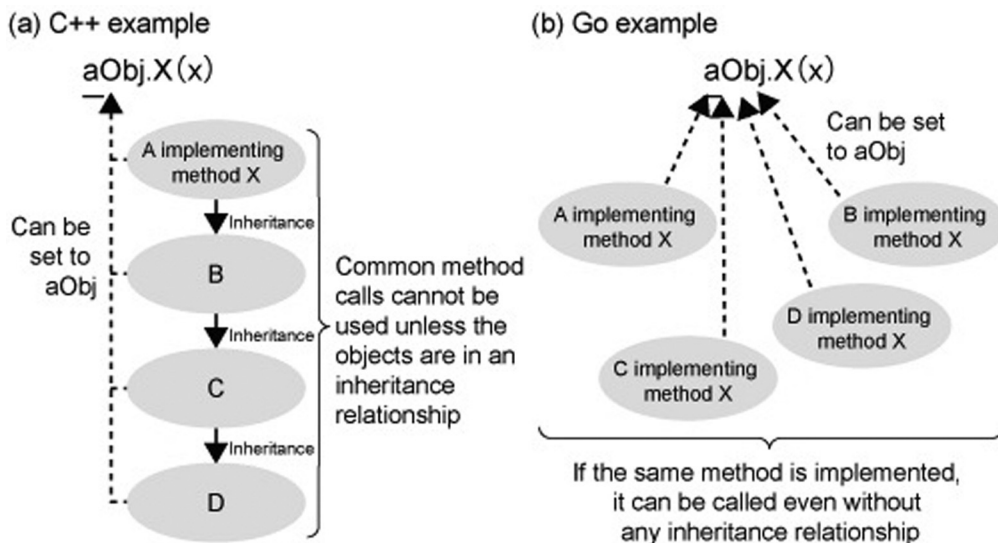 (a) C++ example
aObj.X(x)
A implementing
method X
Inheritance
Can be
set to
aObj
B
Inheritance
C
Inheritance
D
Common method
calls cannot be
used unless the
objects are in an
inheritance
relationship
(b) Go example
aObj.X(x)
Can be set
to aObj
A implementing
method X
B implementing
method X
D implementing
method X
C implementing
method X
If the same method is implemented,
it can be called even without
any inheritance relationship